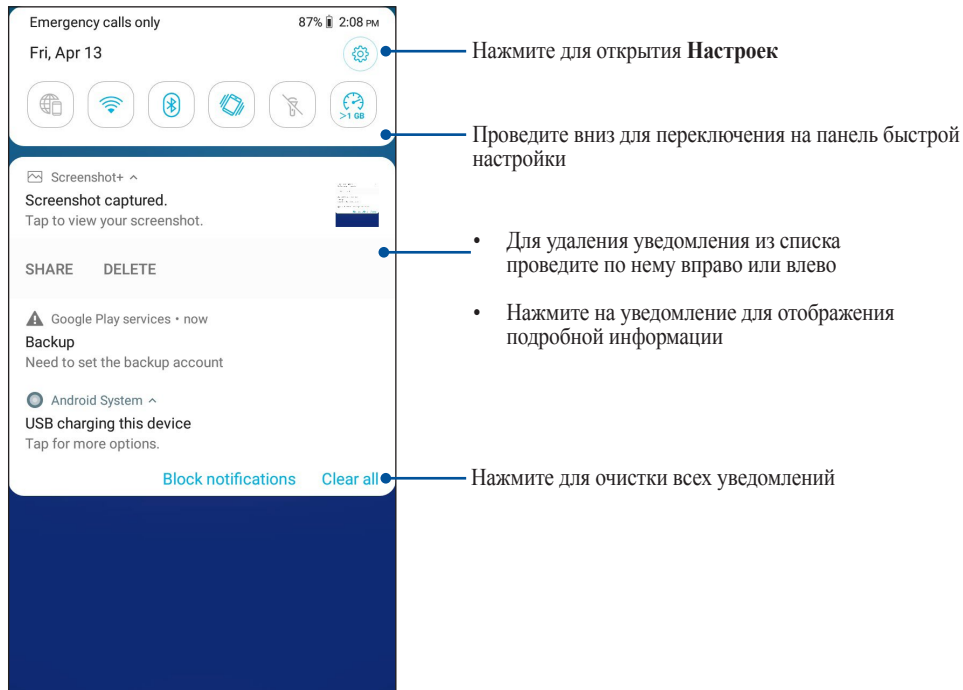 Emergency calls only 87% 2:08 PM
Fri, Apr 13
Нажмите для открытия Настроек
>1 GB
Проведите вниз для переключения на панель быстрой
настройки
Screenshot+
Screenshot captured.
Tap to view your screenshot.
SHARE DELETE
• Для удаления уведомления из списка
проведите по нему вправо или влево
• Нажмите на уведомление для отображения
подробной информации
Google Play services • now
Backup
Need to set the backup account
Android System
USB charging this device
Tap for more options.
Block notifications Clear all
Нажмите для очистки всех уведомлений